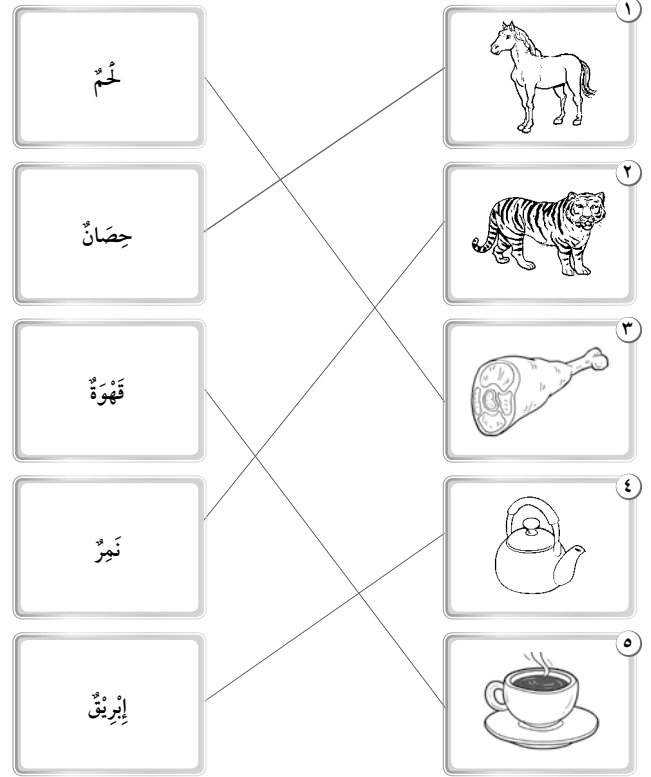 ١
لَحْمٌ
٢
حِصَانٌ
٣
قَهْوَةٌ
٤
نَمِرٌ
٥
إِبْرِيْقٌ